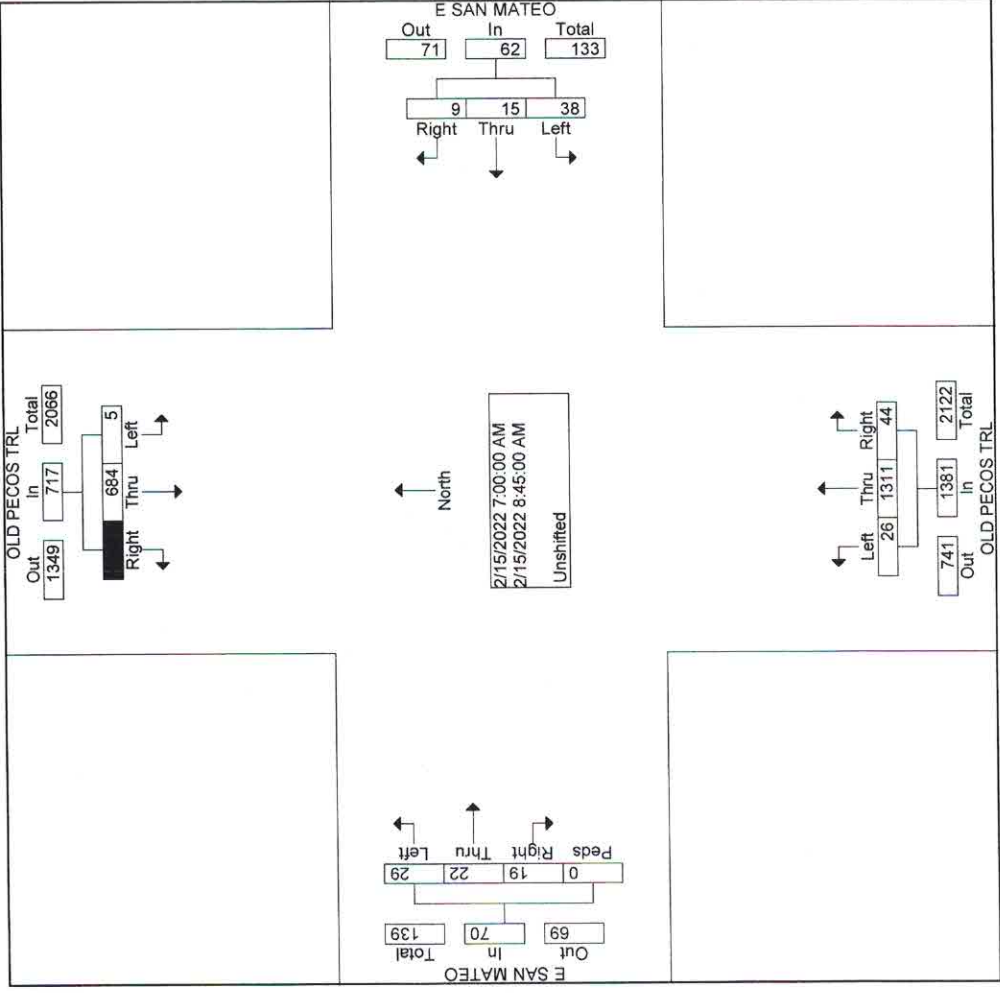 E SAN MATEO
Out In Total
71 62 133
9 15 38
Right Thru Left
OLD PECOS TRL
Out In Total
1349 717 2066
684 5
Right Thru Left
North
2/15/2022 7:00:00 AM
2/15/2022 8:45:00 AM
Unshifted
Left Thru Right
26 1311 44
741 1381 2122
Out In Total
OLD PECOS TRL
Left Thru Right Peds
29 22 19 0
139 70 69
Total In Out
E SAN MATEO